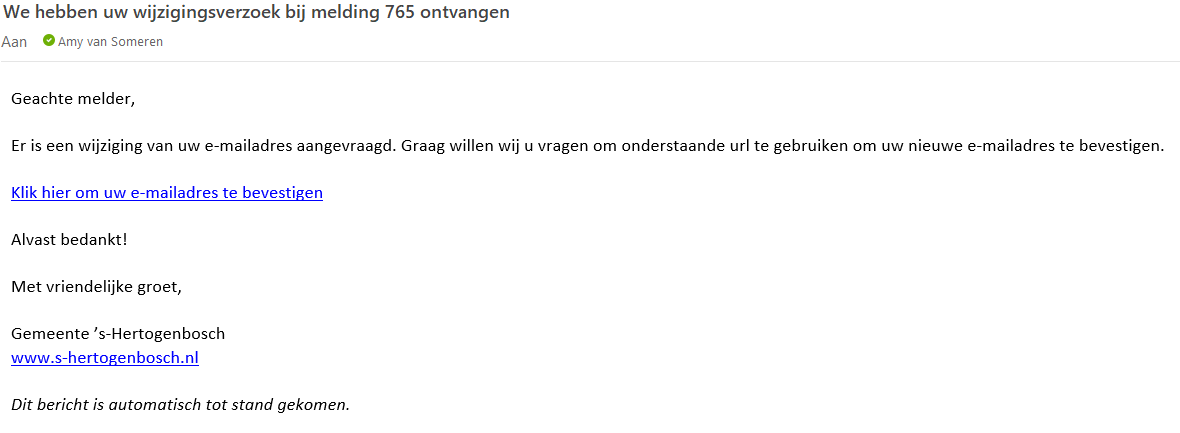 We hebben uw wijzigingsverzoek bij melding 765 ontvangen
Aan Amy van Someren
Geachte melder,
Er is een wijziging van uw e-mailadres aangevraagd. Graag willen wij u vragen om onderstaande url te gebruiken om uw nieuwe e-mailadres te bevestigen.
Klik hier om uw e-mailadres te bevestigen
Alvast bedankt!
Met vriendelijke groet,
Gemeente ’s-Hertogenbosch
www.s-hertogenbosch.nl
Dit bericht is automatisch tot stand gekomen.